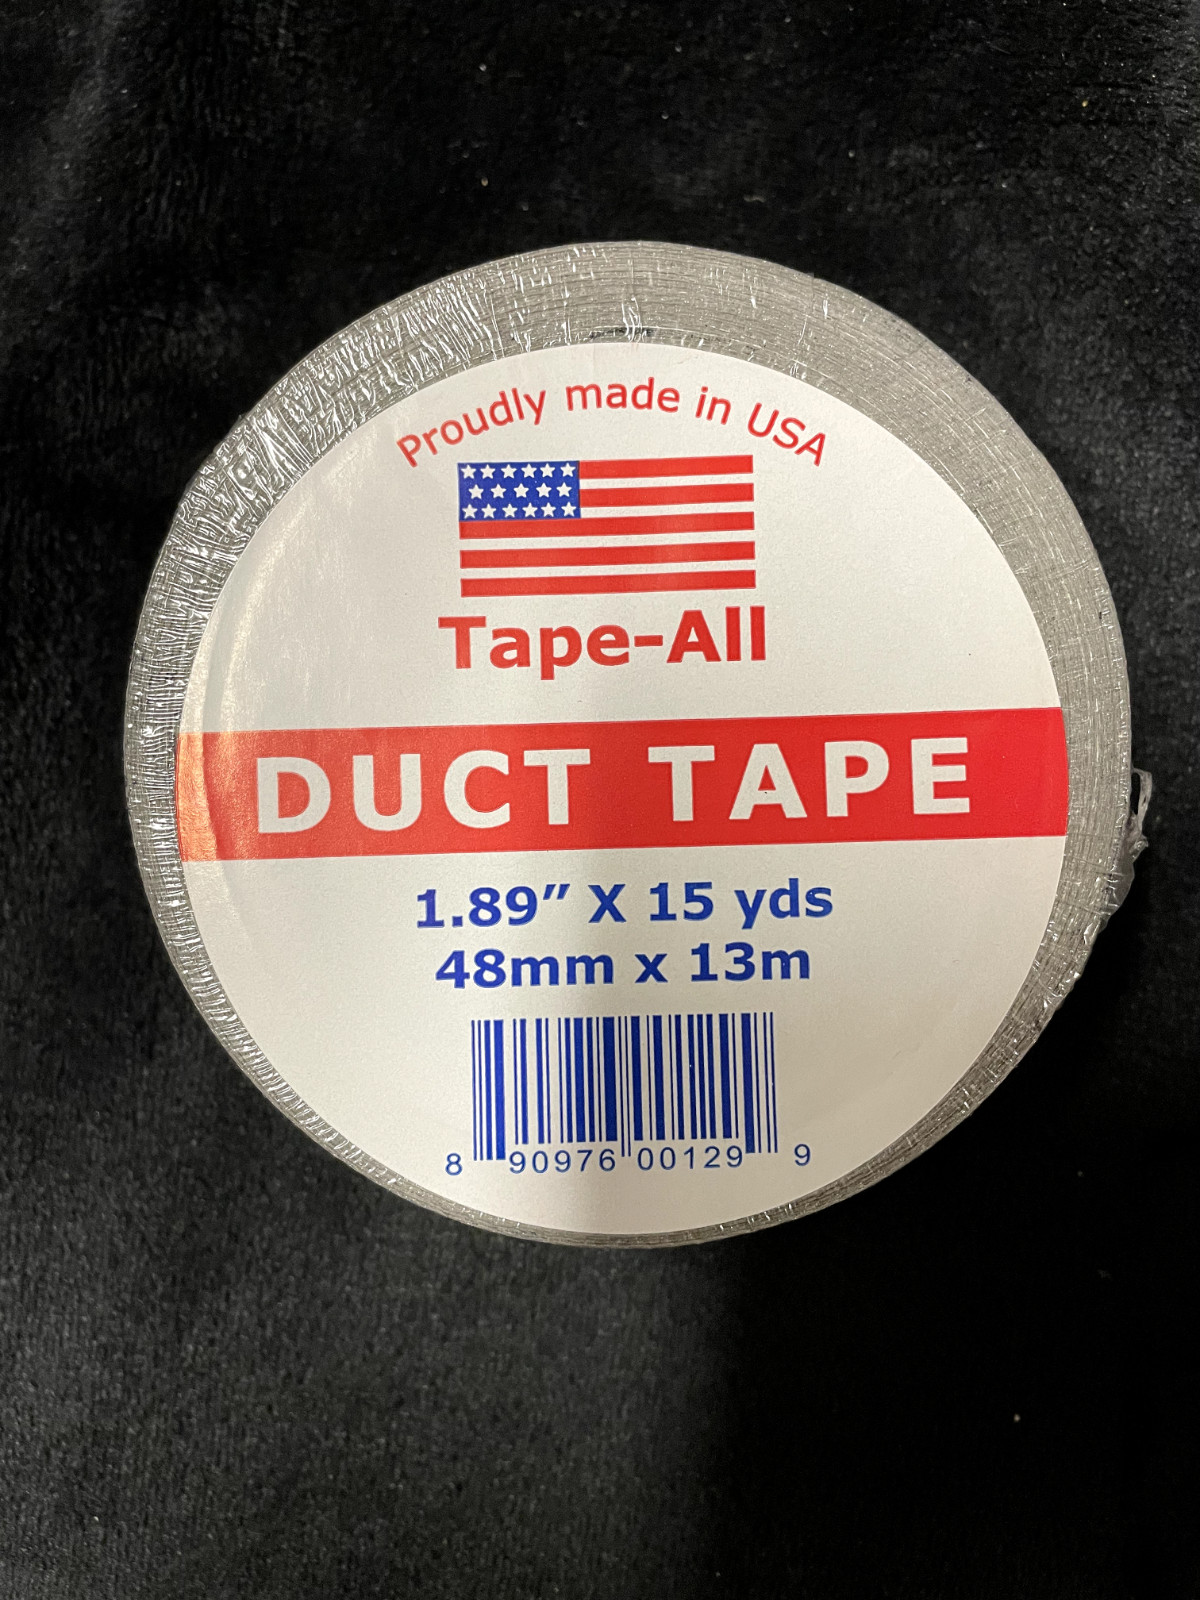 Proudly made in USA
Tape-All
DUCT TAPE
1.89” X 15 yds
48mm x 13m
8 90976 00129 9